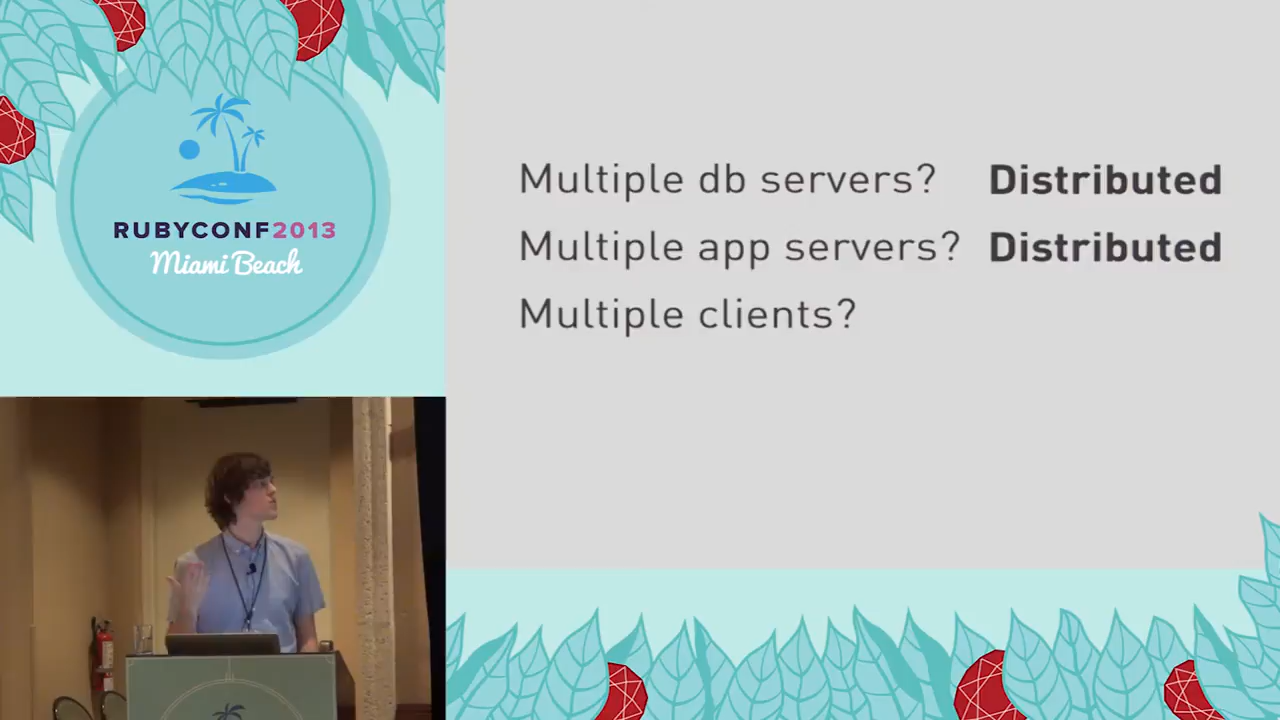 RUBYCONF2013
Miami Beach
Multiple db servers? Distributed
Multiple app servers? Distributed
Multiple clients?